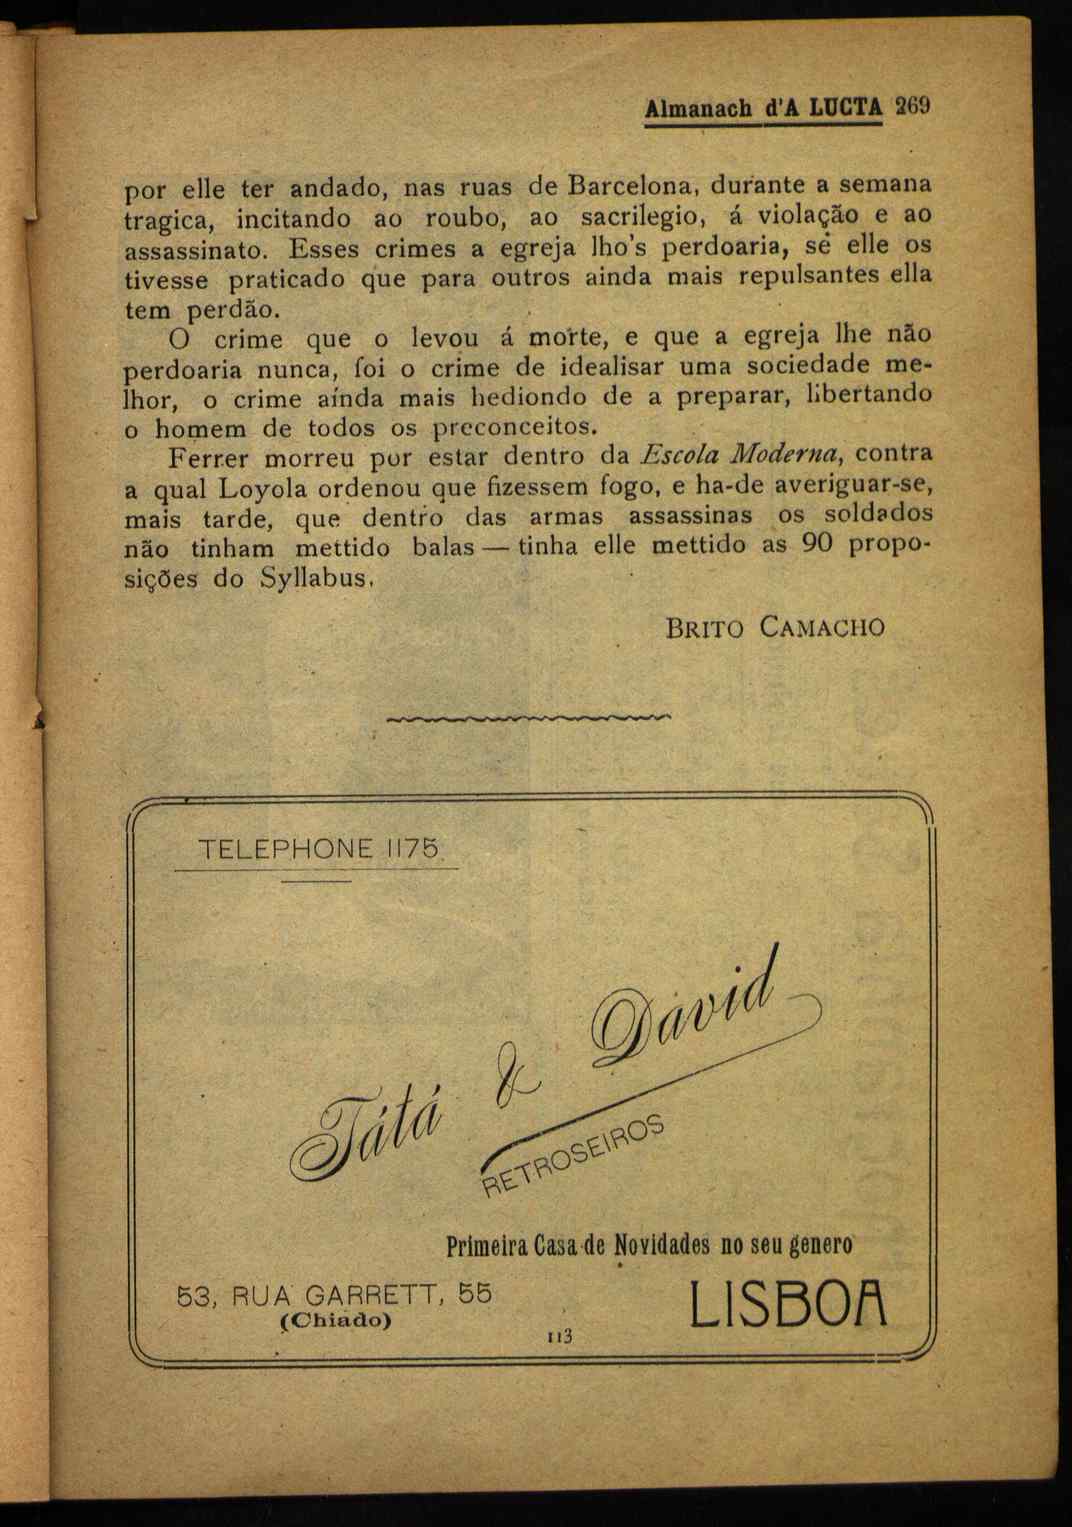 Almanach d'A LUCTA 269
por elle ter andado, nas ruas de Barcelona, durante a semana
tragica, incitando ao roubo, ao sacrilegio, á violação e ao
assassinato. Esses crimes a egreja lho's perdoaria, se elle os
tivesse praticado que para outros ainda mais repulsantes ella
tem perdão.
O crime que o levou á morte, e que a egreja lhe não
perdoaria nunca, foi o crime de idealisar uma sociedade me-
lhor, o crime aínda mais hediondo de a preparar, libertando
o homem de todos os preconceitos.
Ferrer morreu por estar dentro da Escola Moderna, contra
a qual Loyola ordenou que fizessem fogo, e ha-de averiguar-se,
mais tarde, que dentro das armas assassinas os soldados
não tinham mettido balas — tinha elle mettido as 90 propo-
sições do Syllabus.
BRITO CAMACHO
TELEPHONE 1175
Tátá & David
RETROSEIROS
Primeira Casa de Novidades no seu genero
53, RUA GARRETT, 55
(Chiado)
LISBOA
113